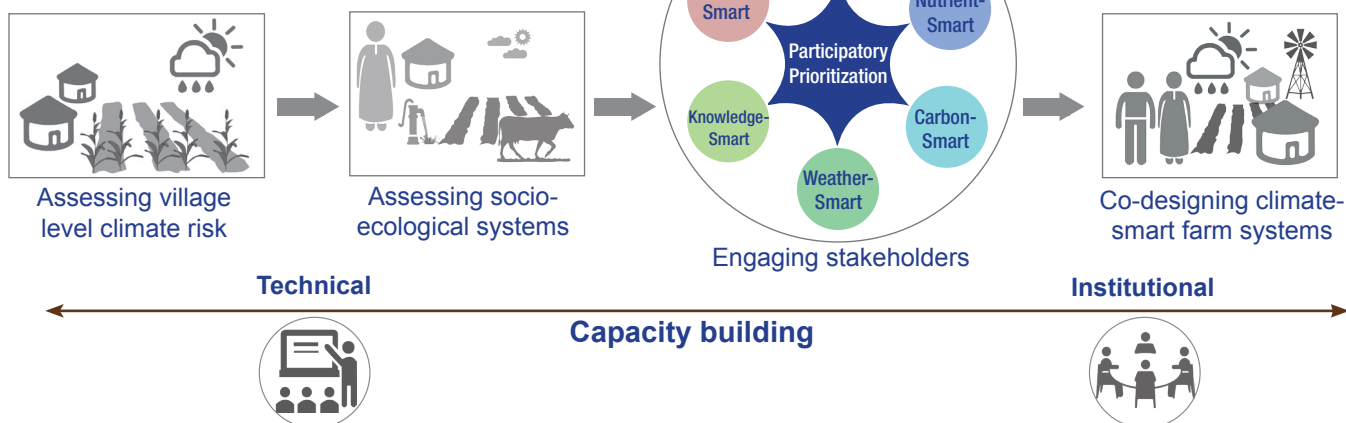 Smart
Nutrient-
Smart
Participatory
Prioritization
Knowledge-
Smart
Carbon-
Smart
Weather-
Smart
Assessing village
level climate risk
Assessing socio-
ecological systems
Engaging stakeholders
Co-designing climate-
smart farm systems
Technical
Institutional
Capacity building